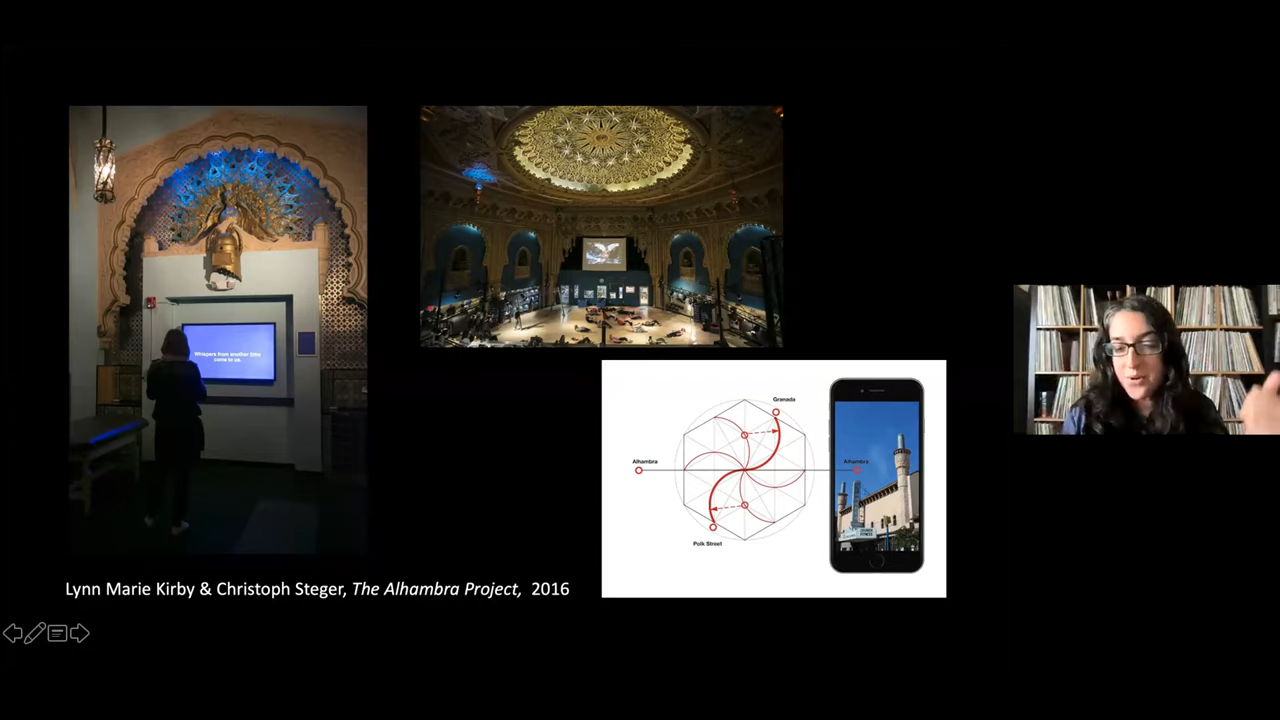 Whispers from another time
come to us.
Granada
Alhambra
Alhambra
Polk Street
Lynn Marie Kirby & Christoph Steger, The Alhambra Project, 2016